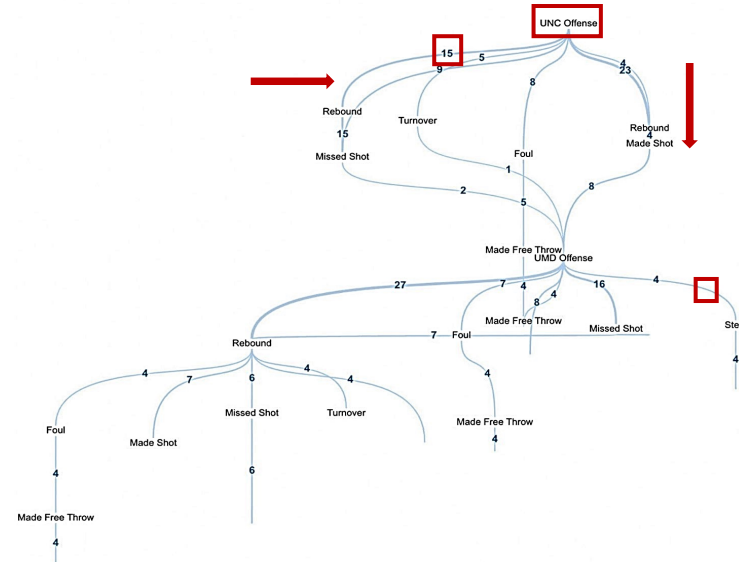 UNC Offense
15
5
4
9
23
8
Rebound
Turnover
Rebound
15
4
Made Shot
Missed Shot
Foul
1
2
8
5
Made Free Throw
UMD Offense
27
7
4
4
16
4
8
Made Free Throw
Missed Shot
Ste
7
Foul
Rebound
4
4
7
6
4
4
4
Missed Shot
Turnover
Foul
Made Free Throw
Made Shot
4
4
6
Made Free Throw
4